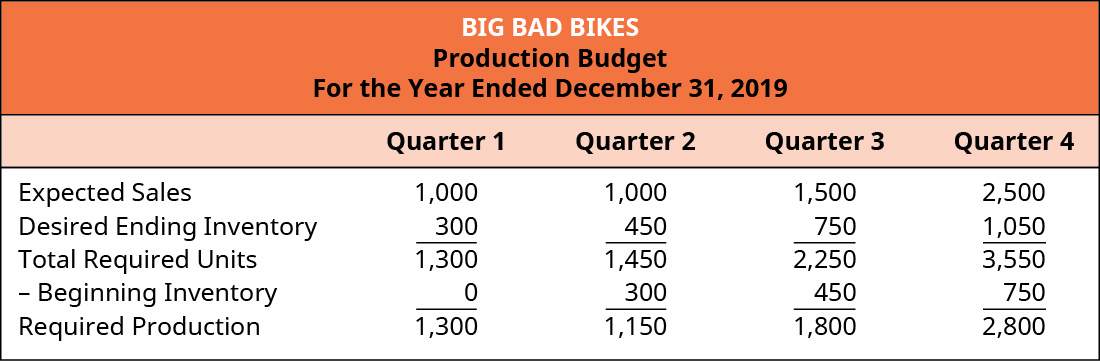 BIG BAD BIKES
Production Budget
For the Year Ended December 31, 2019
Quarter 1 Quarter 2 Quarter 3 Quarter 4
Expected Sales 1,000 1,000 1,500 2,500
Desired Ending Inventory 300 450 750 1,050
Total Required Units 1,300 1,450 2,250 3,550
– Beginning Inventory 0 300 450 750
Required Production 1,300 1,150 1,800 2,800